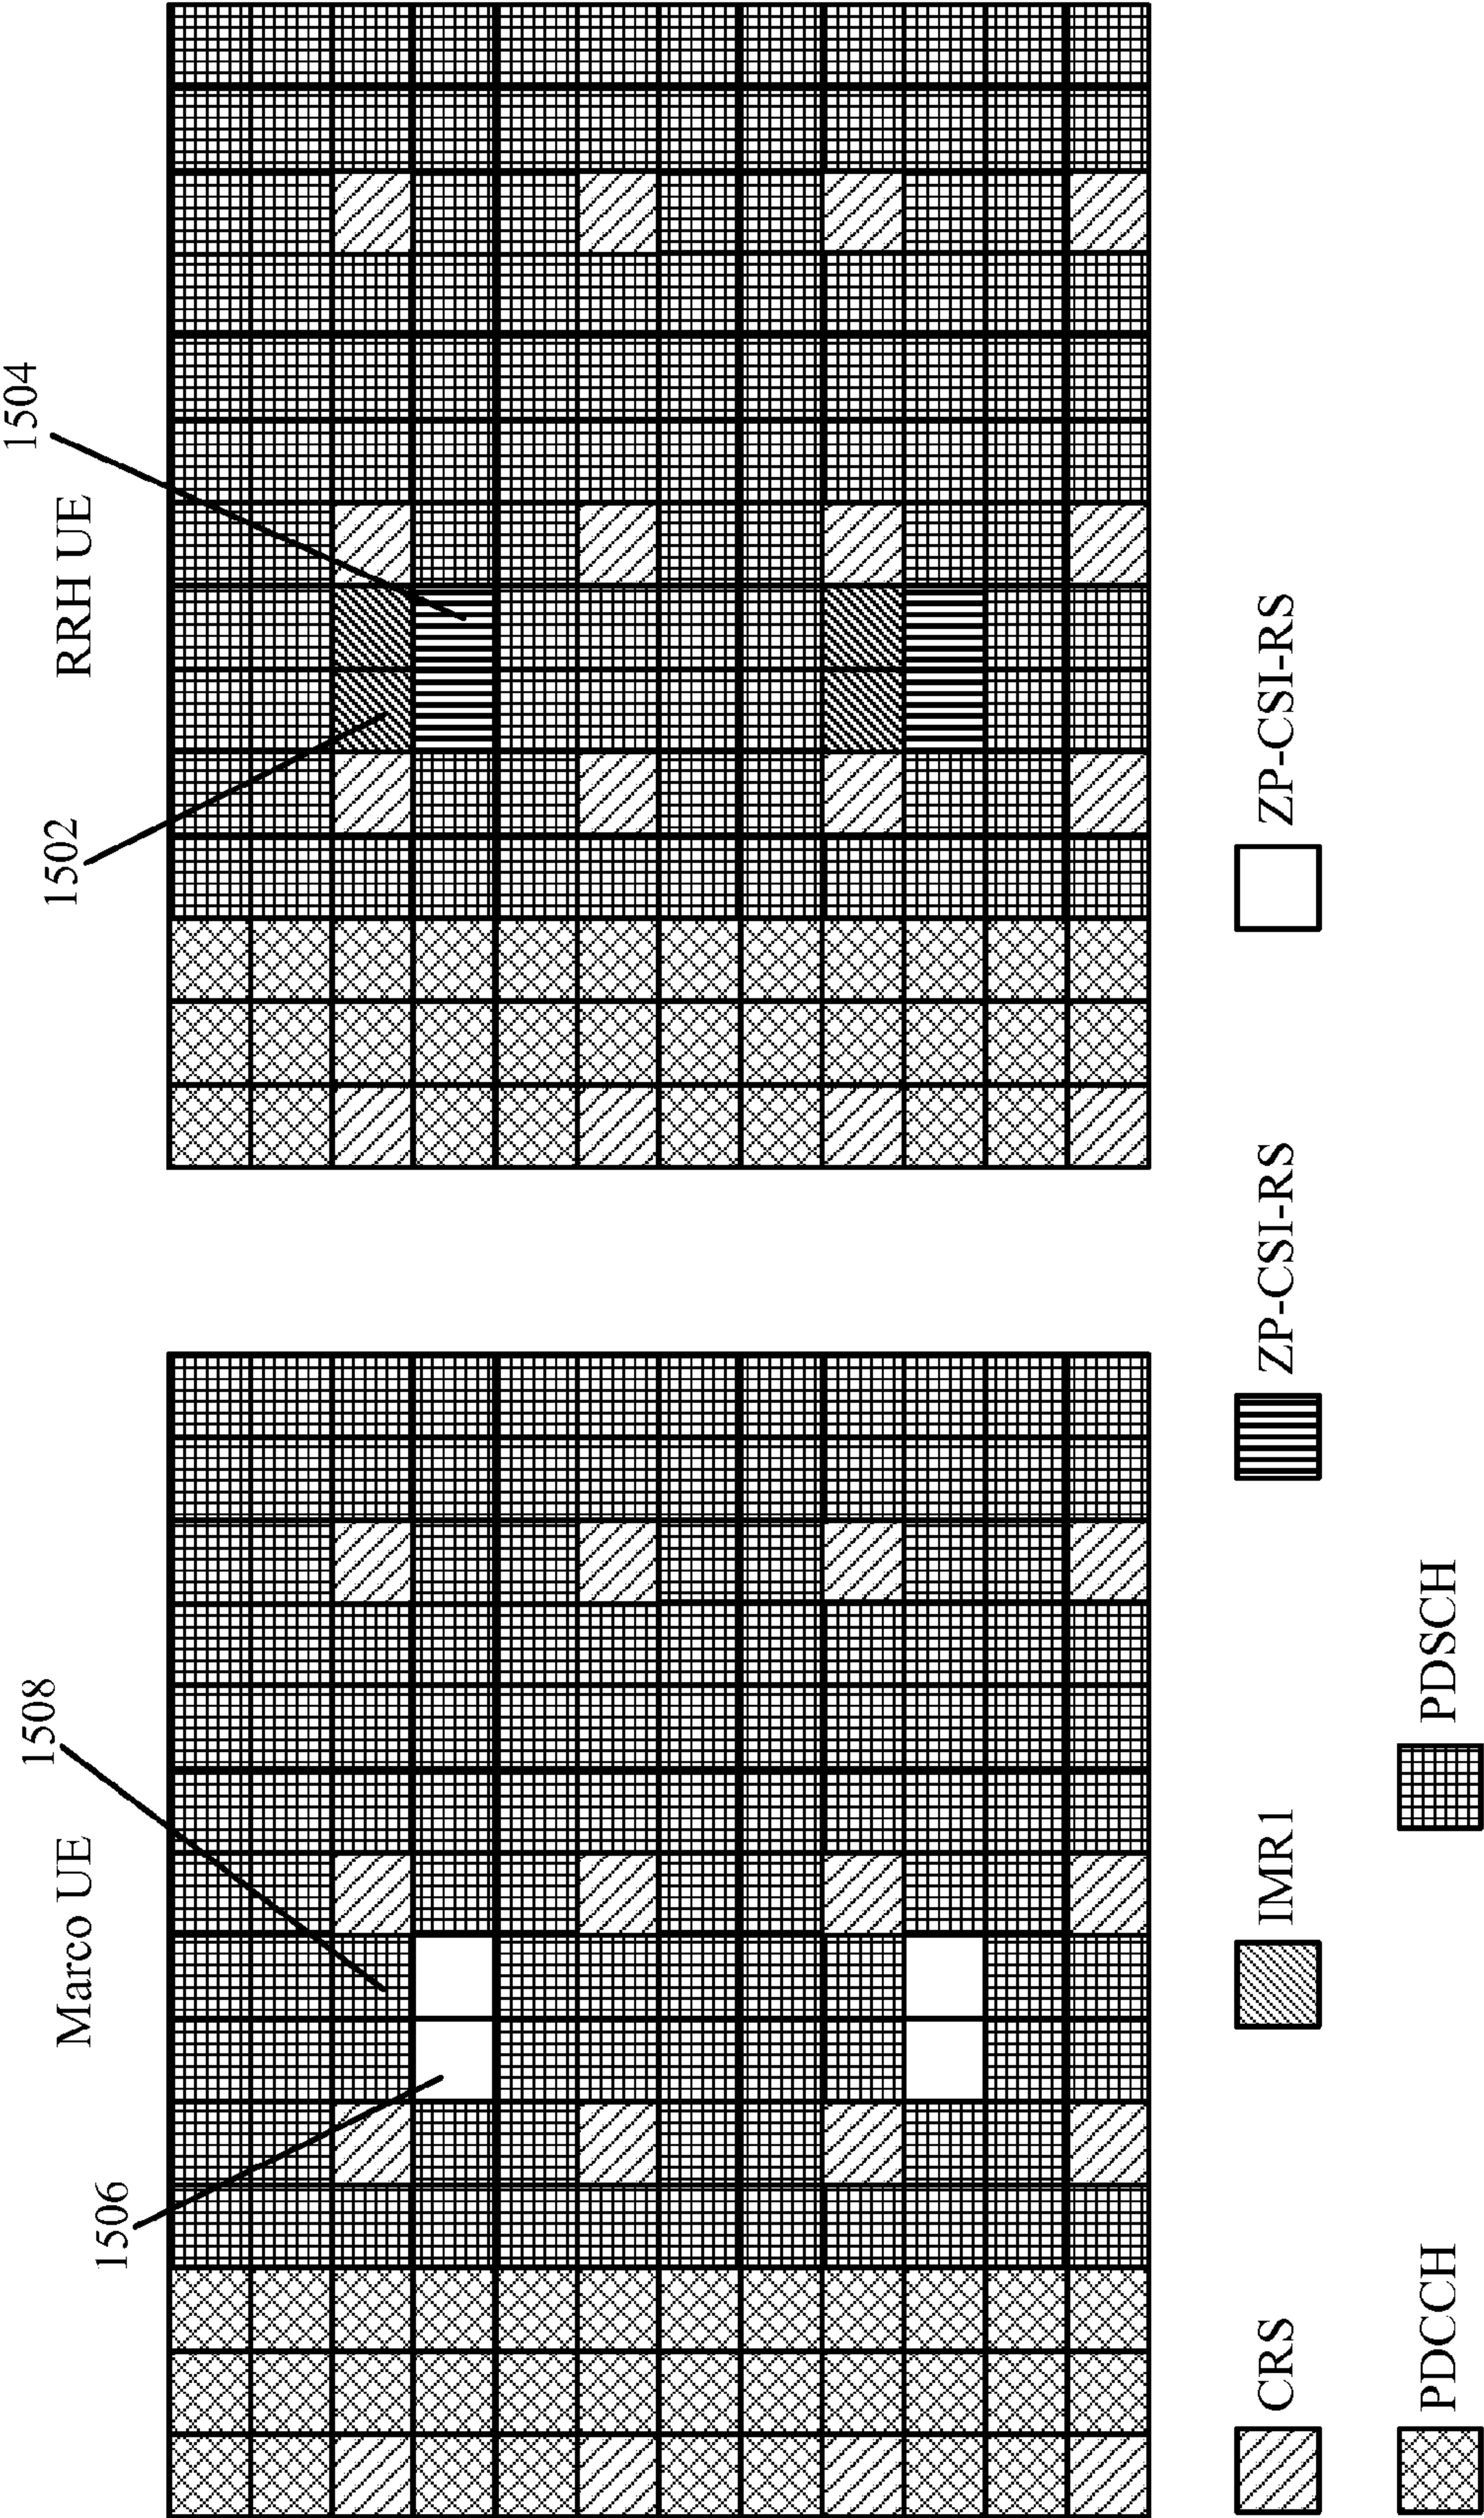 Marco UE
1506
1508
RRH UE
1502
1504
CRS
IMR1
ZP-CSI-RS
ZP-CSI-RS
PDCCH
PDSCH